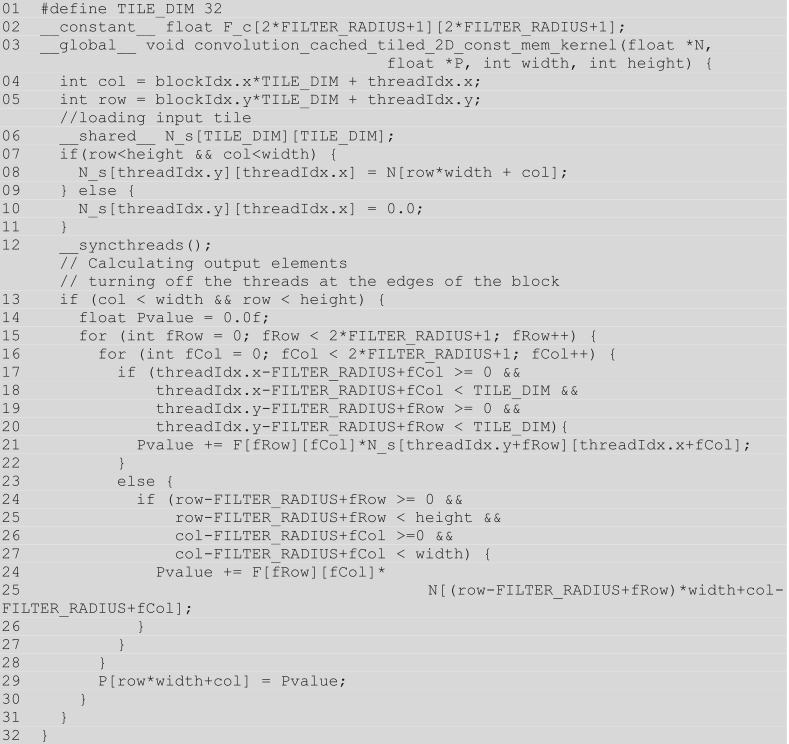 01 #define TILE_DIM 32
02 __constant__ float F_c[2*FILTER_RADIUS+1][2*FILTER_RADIUS+1];
03 __global__ void convolution_cached_tiled_2D_const_mem_kernel(float *N,
float *P, int width, int height) {
04 int col = blockIdx.x*TILE_DIM + threadIdx.x;
05 int row = blockIdx.y*TILE_DIM + threadIdx.y;
//loading input tile
06 __shared__ N_s[TILE_DIM][TILE_DIM];
07 if(row<height && col<width) {
08 N_s[threadIdx.y][threadIdx.x] = N[row*width + col];
09 } else {
10 N_s[threadIdx.y][threadIdx.x] = 0.0;
11 }
12 __syncthreads();
// Calculating output elements
// turning off the threads at the edges of the block
13 if (col < width && row < height) {
14 float Pvalue = 0.0f;
15 for (int fRow = 0; fRow < 2*FILTER_RADIUS+1; fRow++) {
16 for (int fCol = 0; fCol < 2*FILTER_RADIUS+1; fCol++) {
17 if (threadIdx.x-FILTER_RADIUS+fCol >= 0 &&
18 threadIdx.x-FILTER_RADIUS+fCol < TILE_DIM &&
19 threadIdx.y-FILTER_RADIUS+fRow >= 0 &&
20 threadIdx.y-FILTER_RADIUS+fRow < TILE_DIM){
21 Pvalue += F[fRow][fCol]*N_s[threadIdx.y+fRow][threadIdx.x+fCol];
22 }
23 else {
24 if (row-FILTER_RADIUS+fRow >= 0 &&
25 row-FILTER_RADIUS+fRow < height &&
26 col-FILTER_RADIUS+fCol >=0 &&
27 col-FILTER_RADIUS+fCol < width) {
24 Pvalue += F[fRow][fCol]*
25 N[(row-FILTER_RADIUS+fRow)*width+col-
FILTER_RADIUS+fCol];
26 }
27 }
28 }
29 P[row*width+col] = Pvalue;
30 }
31 }
32 }